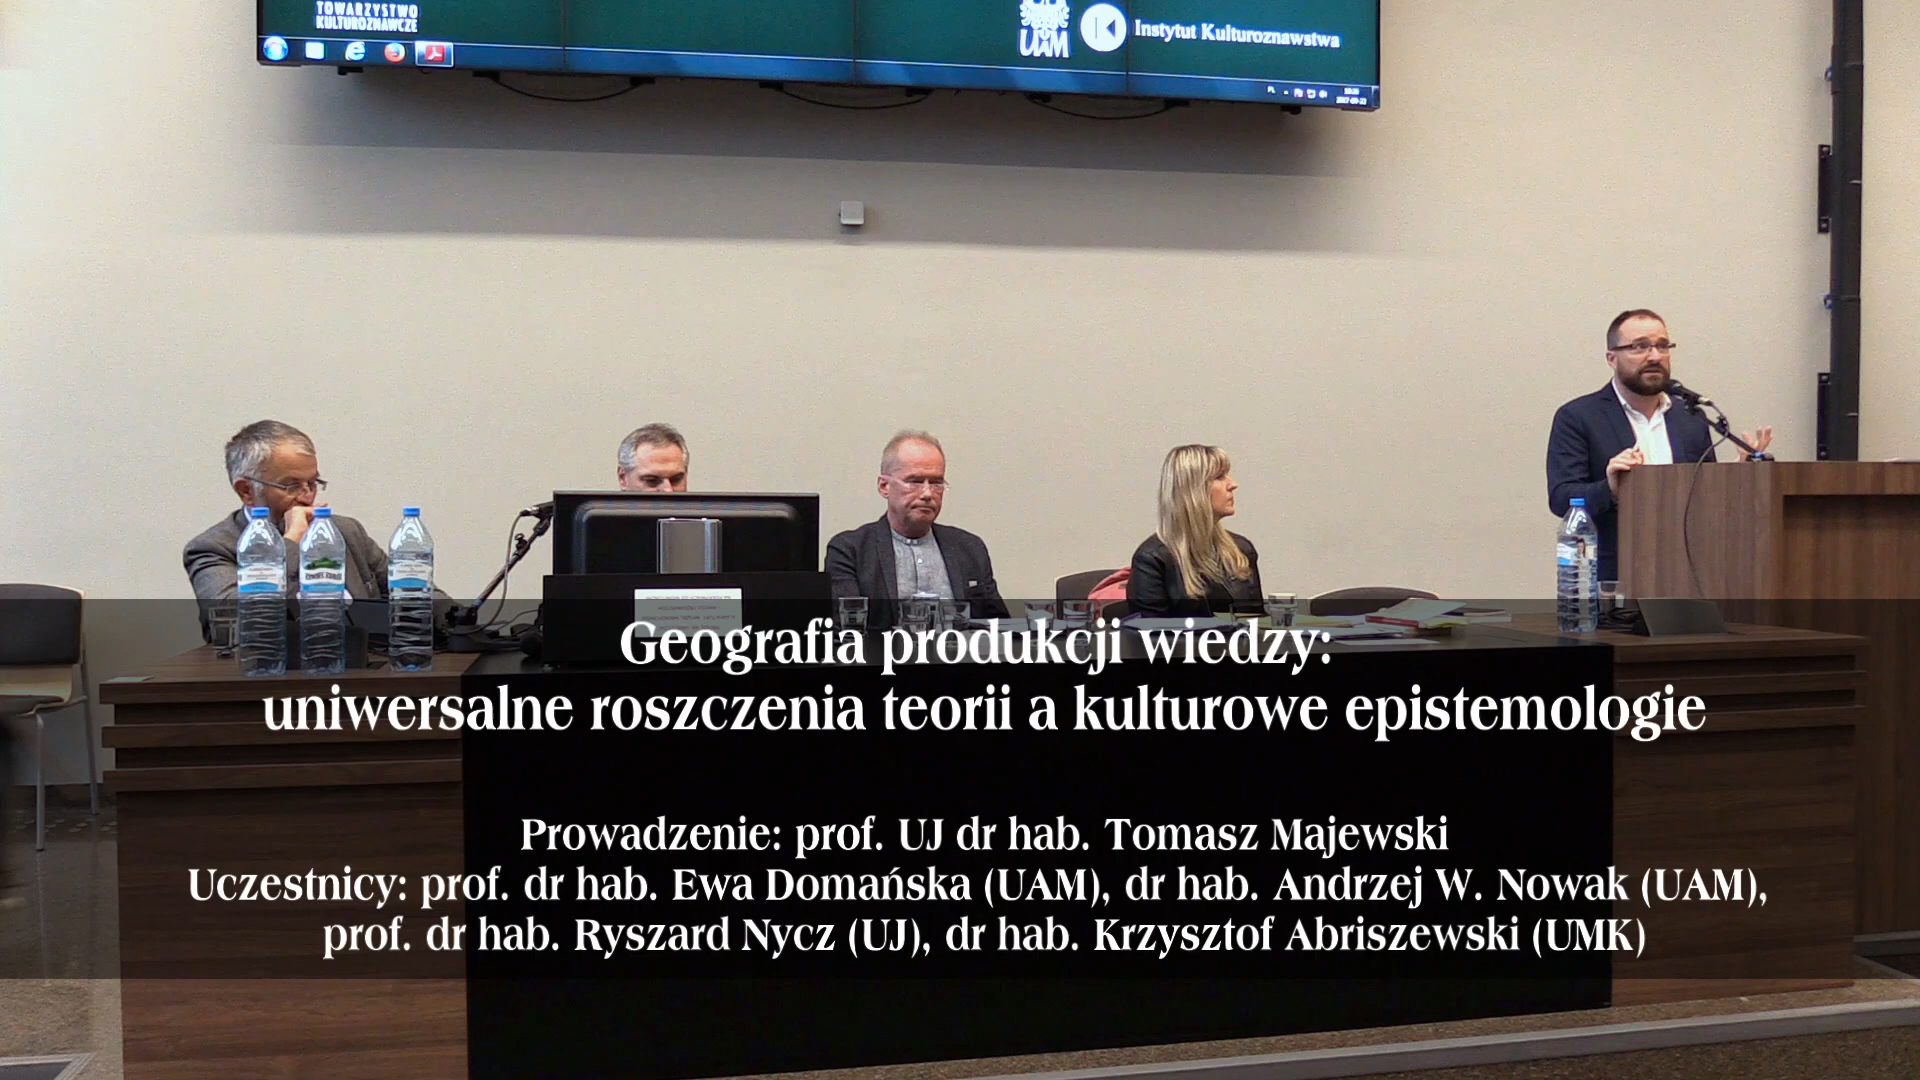 TOWARZYSTWO
KULTUROZNAWCZE
UAM
Instytut Kulturoznawstwa
PL
Geografia produkcji wiedzy:
uniwersalne roszczenia teorii a kulturowe epistemologie
Prowadzenie: prof. UJ dr hab. Tomasz Majewski
Uczestnicy: prof. dr hab. Ewa Domańska (UAM), dr hab. Andrzej W. Nowak (UAM),
prof. dr hab. Ryszard Nycz (UJ), dr hab. Krzysztof Abriszewski (UMK)